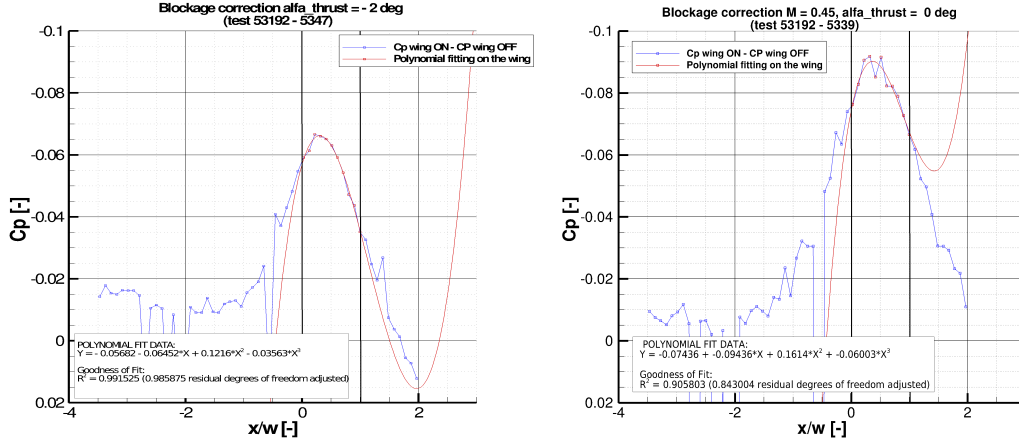 Blockage correction alfa_thrust = - 2 deg
(test 53192 - 5347)
-0.1
-0.08
-0.06
-0.04
-0.02
0
0.02
Cp [-]
Cp wing ON - CP wing OFF
Polynomial fitting on the wing
POLYNOMIAL FIT DATA:
Y = - 0.05682 - 0.06452*X + 0.1216*X² - 0.03563*X³
Goodness of Fit:
R² = 0.991525 (0.985875 residual degrees of freedom adjusted)
-4
-2
0
2
x/w [-]
Blockage correction M = 0.45, alfa_thrust = 0 deg
(test 53192 - 5339)
-0.1
-0.08
-0.06
-0.04
-0.02
0
0.02
Cp [-]
Cp wing ON - CP wing OFF
Polynomial fitting on the wing
POLYNOMIAL FIT DATA:
Y = -0.07436 + -0.09436*X + 0.1614*X² + -0.06003*X³
Goodness of Fit:
R² = 0.905803 (0.843004 residual degrees of freedom adjusted)
-4
-2
0
2
x/w [-]